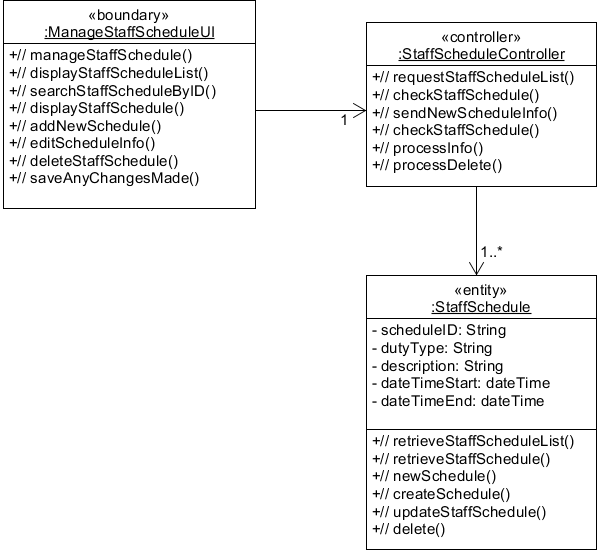 «boundary»
:ManageStaffScheduleUI
+// manageStaffSchedule()
+// displayStaffScheduleList()
+// searchStaffScheduleByID()
+// displayStaffSchedule()
+// addNewSchedule()
+// editScheduleInfo()
+// deleteStaffSchedule()
+// saveAnyChangesMade()
1
«controller»
:StaffScheduleController
+// requestStaffScheduleList()
+// checkStaffSchedule()
+// sendNewScheduleInfo()
+// checkStaffSchedule()
+// processInfo()
+// processDelete()
1..*
«entity»
:StaffSchedule
- scheduleID: String
- dutyType: String
- description: String
- dateTimeStart: dateTime
- dateTimeEnd: dateTime
+// retrieveStaffScheduleList()
+// retrieveStaffSchedule()
+// newSchedule()
+// createSchedule()
+// updateStaffSchedule()
+// delete()